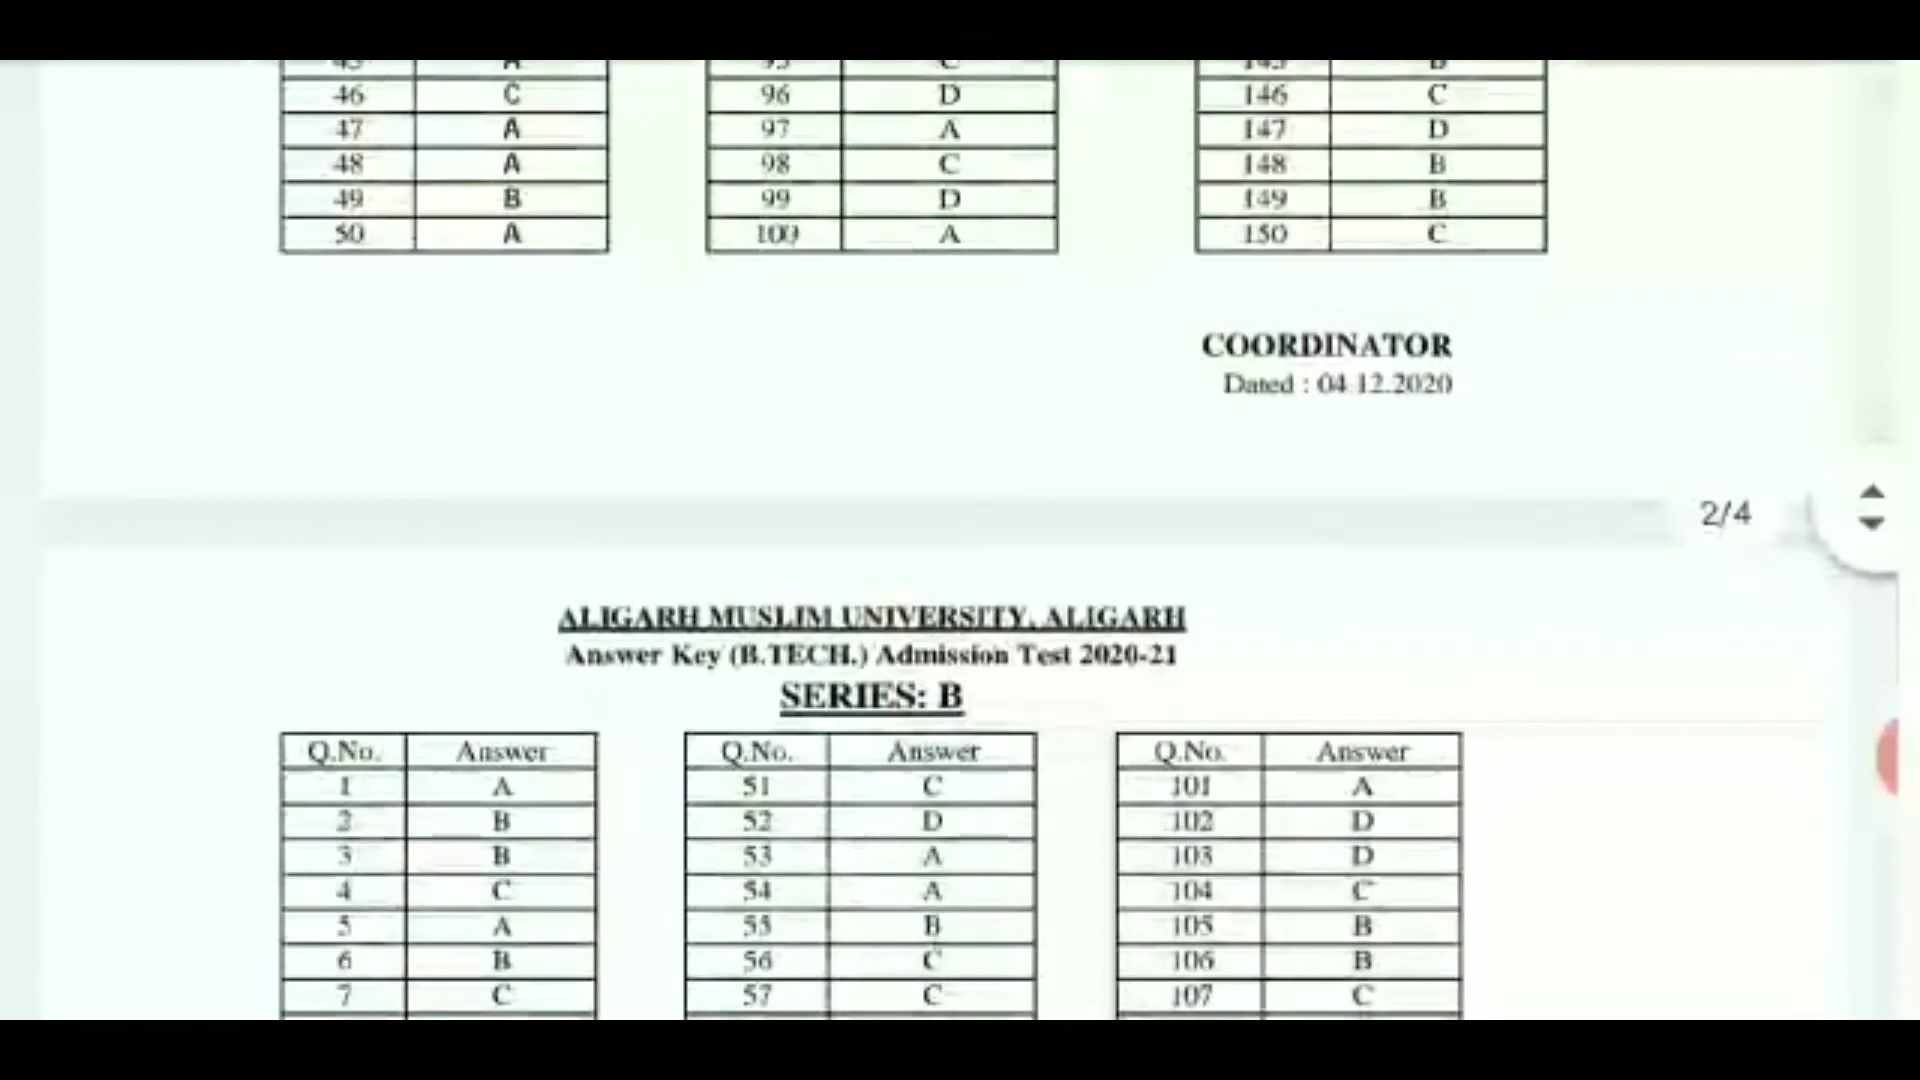 45 A 95 C 145 B
46 C 96 D 146 C
47 A 97 A 147 D
48 A 98 C 148 B
49 B 99 D 149 B
50 A 100 A 150 C
COORDINATOR
Dated : 04.12.2020
2/4
ALIGARH MUSLIM UNIVERSITY, ALIGARH
Answer Key (B.TECH.) Admission Test 2020-21
SERIES: B
Q.No. Answer Q.No. Answer Q.No. Answer
1 A 51 C 101 A
2 B 52 D 102 D
3 B 53 A 103 D
4 C 54 A 104 C
5 A 55 B 105 B
6 B 56 C 106 B
7 C 57 C 107 C